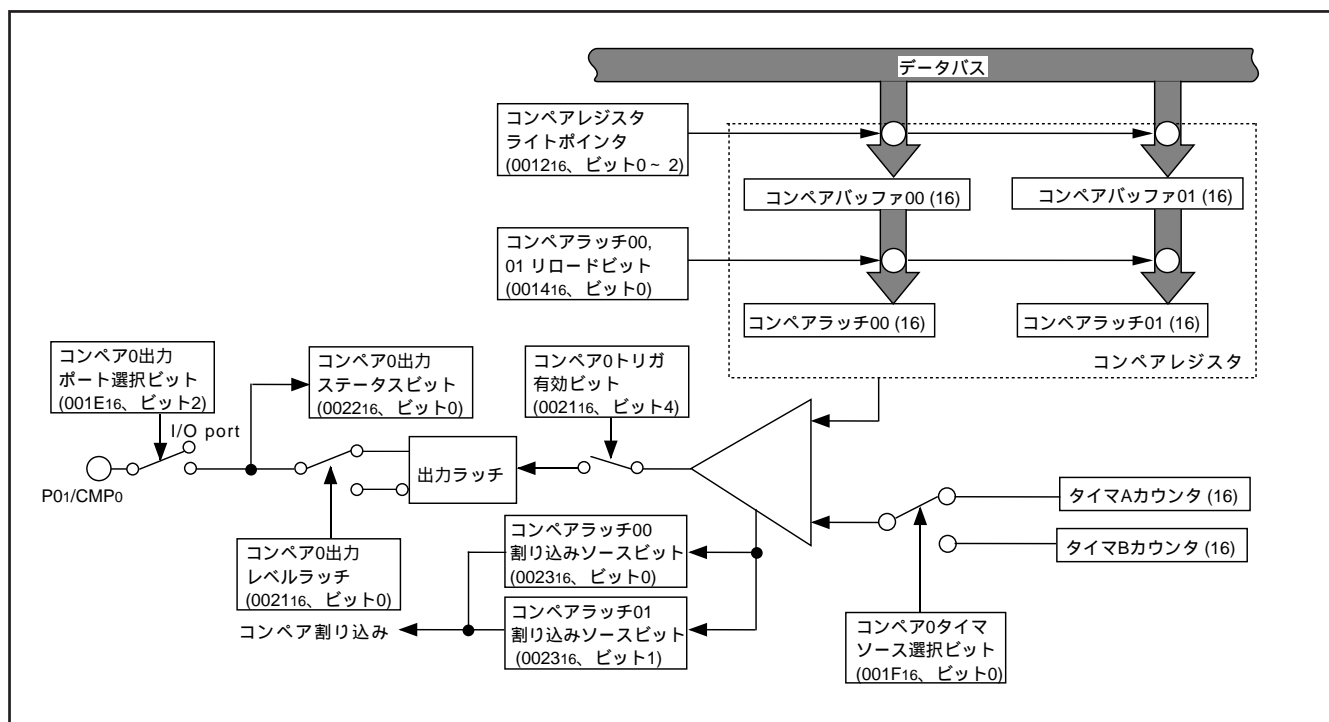 データバス
コンペアレジスタ
ライトポインタ
(001216、ビット0 ~ 2)
コンペアバッファ00 (16)
コンペアバッファ01 (16)
コンペアラッチ00,
01 リロードビット
(001416、ビット0)
コンペアラッチ00 (16)
コンペアラッチ01 (16)
コンペアレジスタ
コンペア0出力
ポート選択ビット
(001E16、ビット2)
コンペア0出力
ステータスビット
(002216、ビット0)
コンペア0トリガ
有効ビット
(002116、ビット4)
I/O port
出力ラッチ
P01/CMP0
タイマAカウンタ (16)
タイマBカウンタ (16)
コンペア0出力
レベルラッチ
(002116、ビット0)
コンペアラッチ00
割り込みソースビット
(002316、ビット0)
コンペアラッチ01
割り込みソースビット
(002316、ビット1)
コンペア割り込み
コンペア0タイマ
ソース選択ビット
(001F16、ビット0)